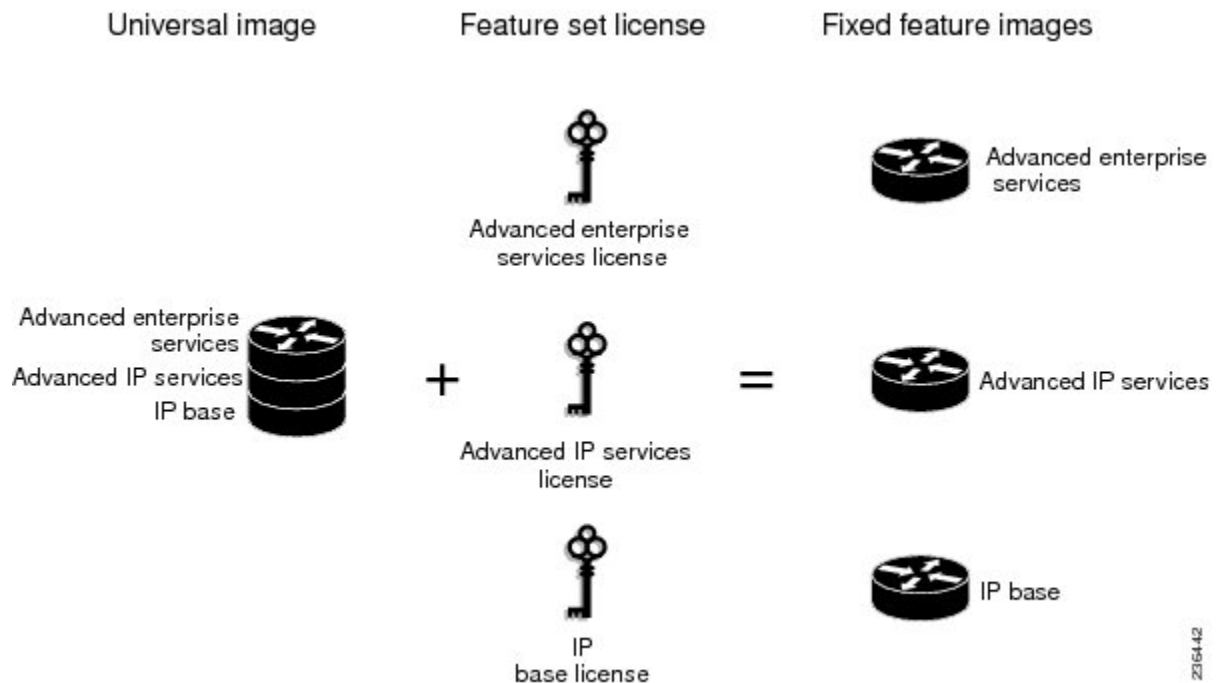 Universal image
Feature set license
Fixed feature images
Advanced enterprise
services license
Advanced enterprise
services
Advanced enterprise
services
Advanced IP services
IP base
+
=
Advanced IP services
license
Advanced IP services
IP
base license
IP base
236442